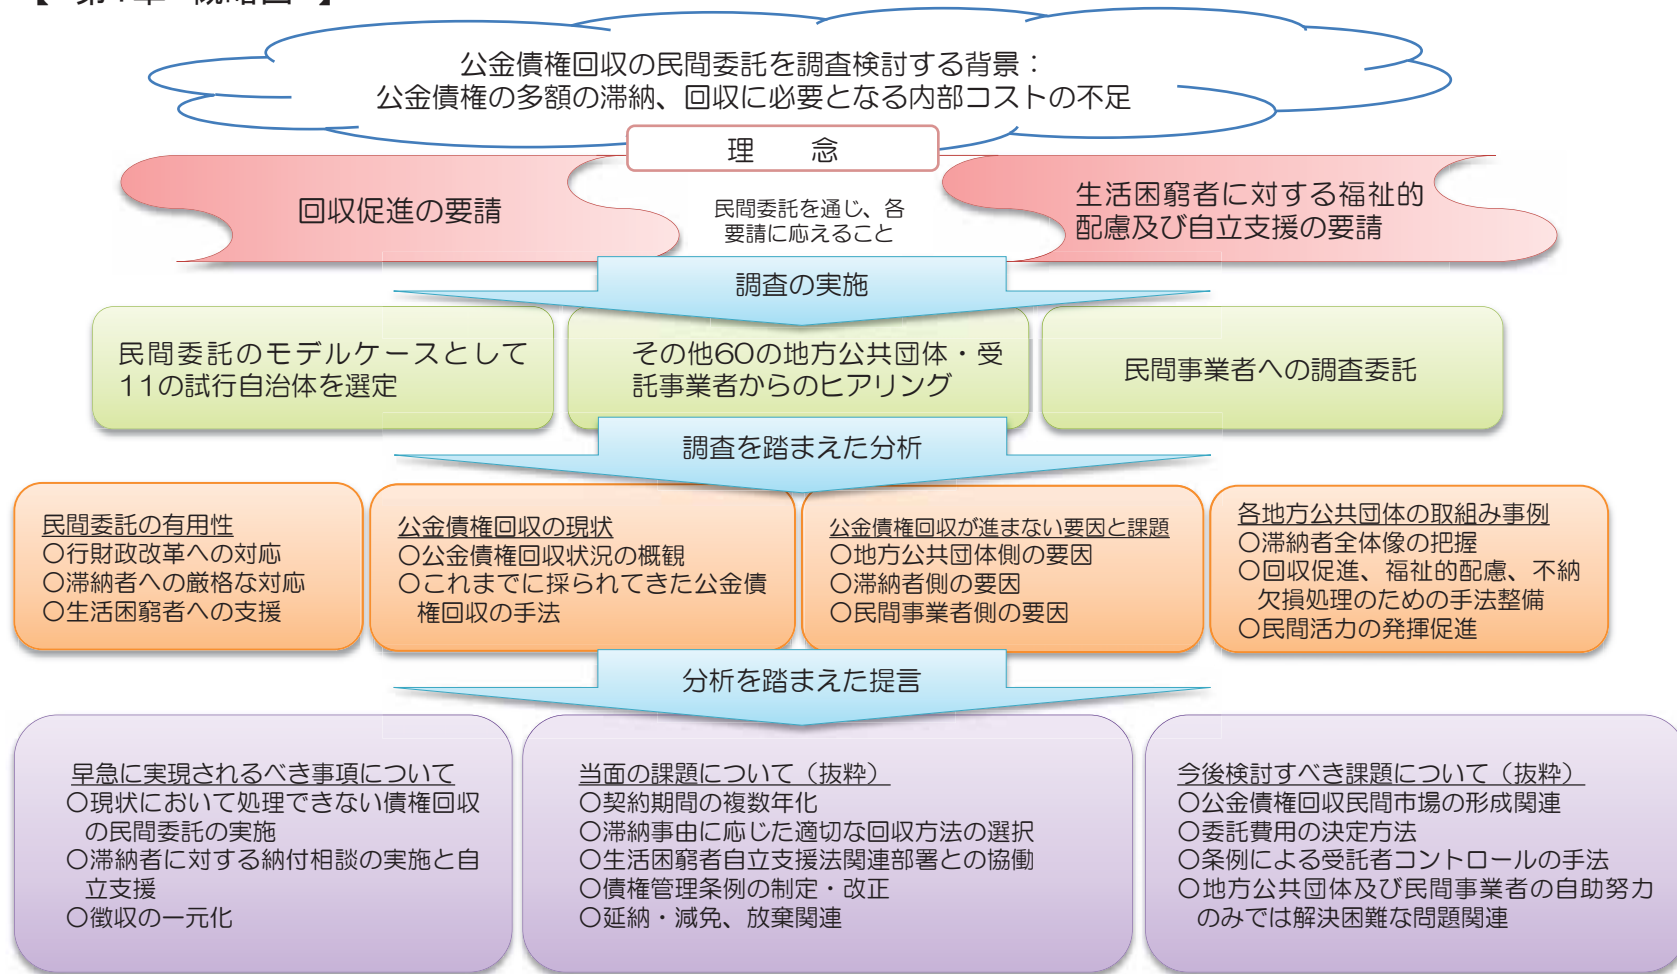 公金債権回収の民間委託を調査検討する背景：
公金債権の多額の滞納、回収に必要となる内部コストの不足
理　念
回収促進の要請
民間委託を通じ、各
要請に応えること
生活困窮者に対する福祉的
配慮及び自立支援の要請
調査の実施
民間委託のモデルケースとして
11の試行自治体を選定
その他60の地方公共団体・受
託事業者からのヒアリング
民間事業者への調査委託
調査を踏まえた分析
民間委託の有用性
○行財政改革への対応
○滞納者への厳格な対応
○生活困窮者への支援
公金債権回収の現状
○公金債権回収状況の概観
○これまでに採られてきた公金債
権回収の手法
公金債権回収が進まない要因と課題
○地方公共団体側の要因
○滞納者側の要因
○民間事業者側の要因
各地方公共団体の取組み事例
○滞納者全体像の把握
○回収促進、福祉的配慮、不納
欠損処理のための手法整備
○民間活力の発揮促進
分析を踏まえた提言
早急に実現されるべき事項について
○現状において処理できない債権回収
の民間委託の実施
○滞納者に対する納付相談の実施と自
立支援
○徴収の一元化
当面の課題について（抜粋）
○契約期間の複数年化
○滞納事由に応じた適切な回収方法の選択
○生活困窮者自立支援法関連部署との協働
○債権管理条例の制定・改正
○延納・減免、放棄関連
今後検討すべき課題について（抜粋）
○公金債権回収民間市場の形成関連
○委託費用の決定方法
○条例による受託者コントロールの手法
○地方公共団体及び民間事業者の自助努力
のみでは解決困難な問題関連